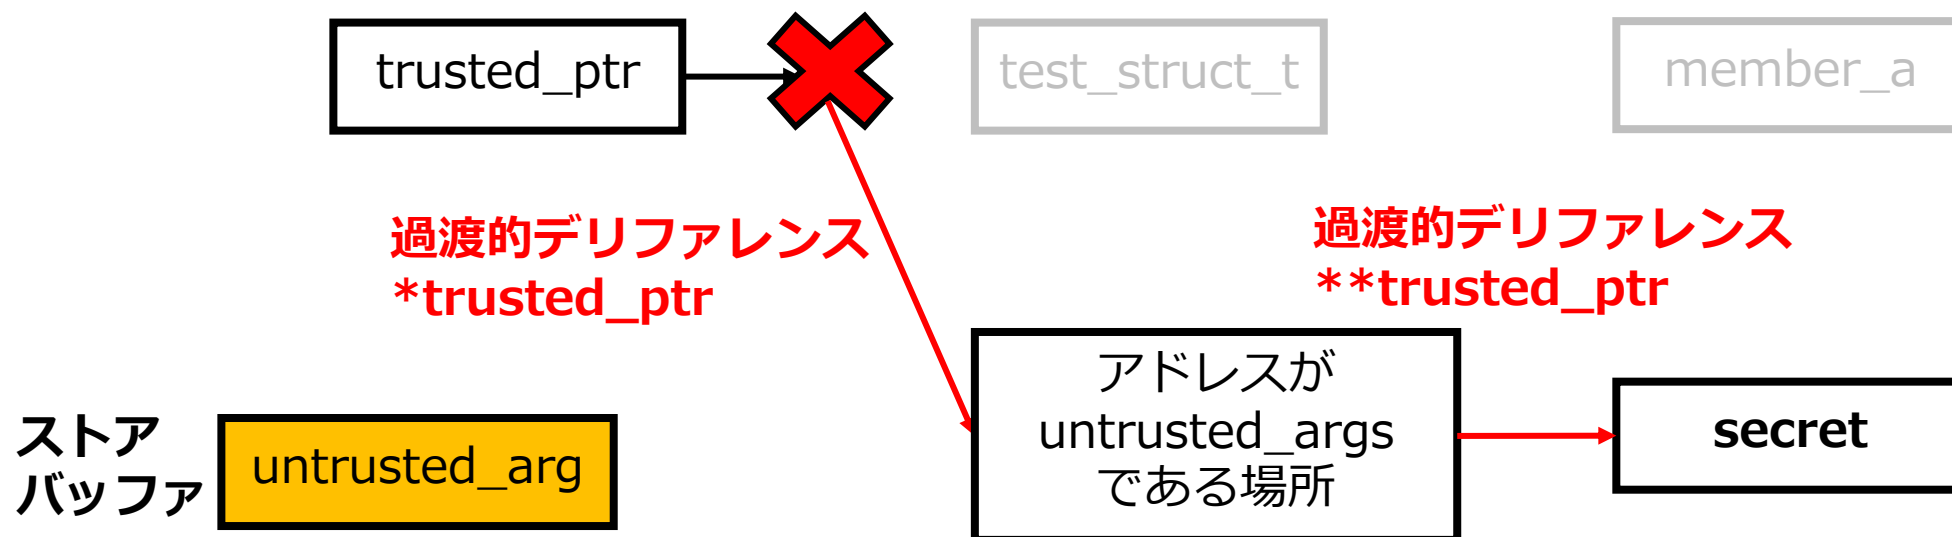 trusted_ptr
test_struct_t
member_a
過渡的デリファレンス
*trusted_ptr
過渡的デリファレンス
**trusted_ptr
ストア
バッファ
untrusted_arg
アドレスが
untrusted_args
である場所
secret